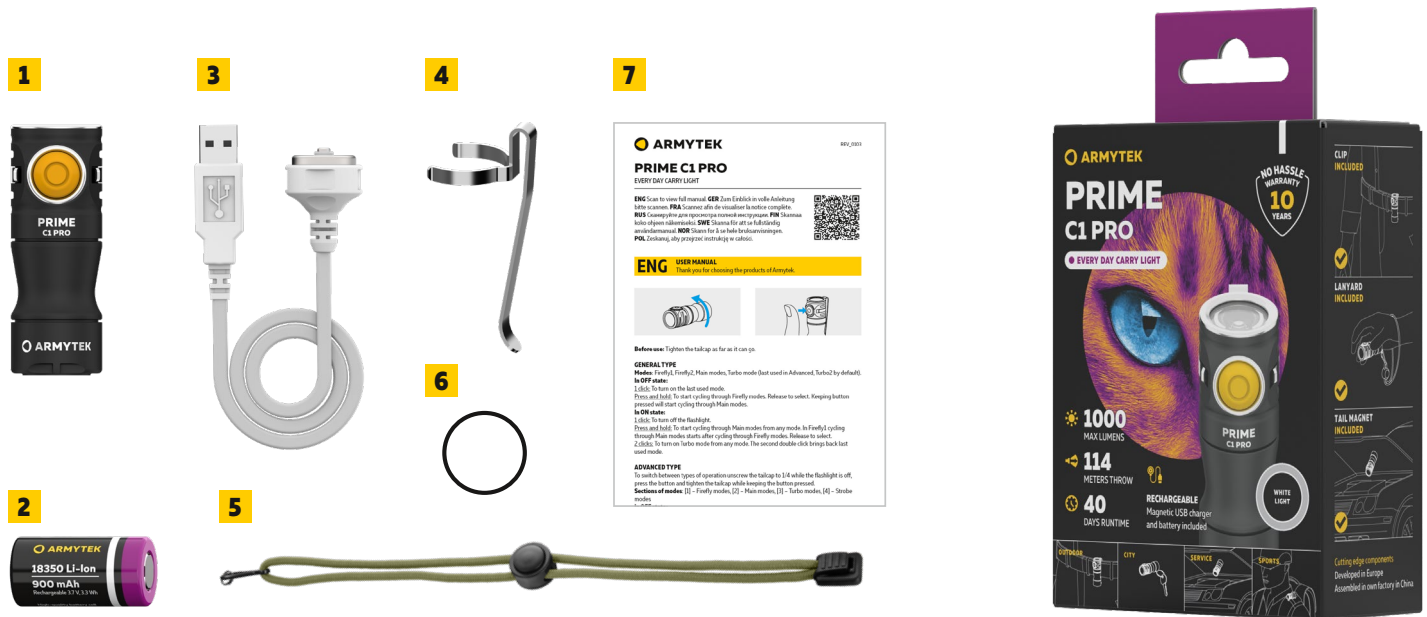 1
3
4
7
PRIME
C1 PRO
ARMYTEK
2
ARMYTEK
18350 Li-Ion
900 mAh
Rechargeable 3.7 V, 3.3 Wh
6
5
ARMYTEK
REV_0103
PRIME C1 PRO
EVERY DAY CARRY LIGHT
ENG Scan to view full manual. GER Zum Einblick in volle Anleitung
bitte scannen. FRA Scannez afin de visualiser la notice complète.
RUS Сканируйте для просмотра полной инструкции. FIN Skannaa
koko ohjeen näkemiseksi. SWE Skanna för att se fullständig
användarmanual. NOR Skann for å se hele bruksanvisningen.
POL Zeskanuj, aby przejrzeć instrukcję w całości.
ENG
USER MANUAL
Thank you for choosing the products of Armytek.
Before use: Tighten the tailcap as far as it can go.
GENERAL TYPE
Modes: Firefly1, Firefly2, Main modes, Turbo mode (last used in Advanced, Turbo2 by default).
In OFF state:
1 click: To turn on the last used mode.
Press and hold: To start cycling through Firefly modes. Release to select. Keeping button
pressed will start cycling through Main modes.
In ON state:
1 click: To turn off the flashlight.
Press and hold: To start cycling through Main modes from any mode. In Firefly1 cycling
through Main modes starts after cycling through Firefly modes. Release to select.
2 clicks: To turn on Turbo mode from any mode. The second double click brings back last
used mode.
ADVANCED TYPE
To switch between types of operation unscrew the tailcap to 1/4 while the flashlight is off,
press the button and tighten the tailcap while keeping the button pressed.
Sections of modes: [1] – Firefly modes, [2] – Main modes, [3] – Turbo modes, [4] – Strobe
modes
ARMYTEK
PRIME
C1 PRO
EVERY DAY CARRY LIGHT
NO HASSLE
WARRANTY
10
YEARS
1000
MAX LUMENS
114
METERS THROW
40
DAYS RUNTIME
RECHARGEABLE
Magnetic USB charger
and battery included
PRIME
C1 PRO
WHITE
LIGHT
OUTDOOR
CITY
SERVICE
SPORTS
CLIP
INCLUDED
LANYARD
INCLUDED
TAIL MAGNET
INCLUDED
Cutting edge components
Developed in Europe
Assembled in own factory in China